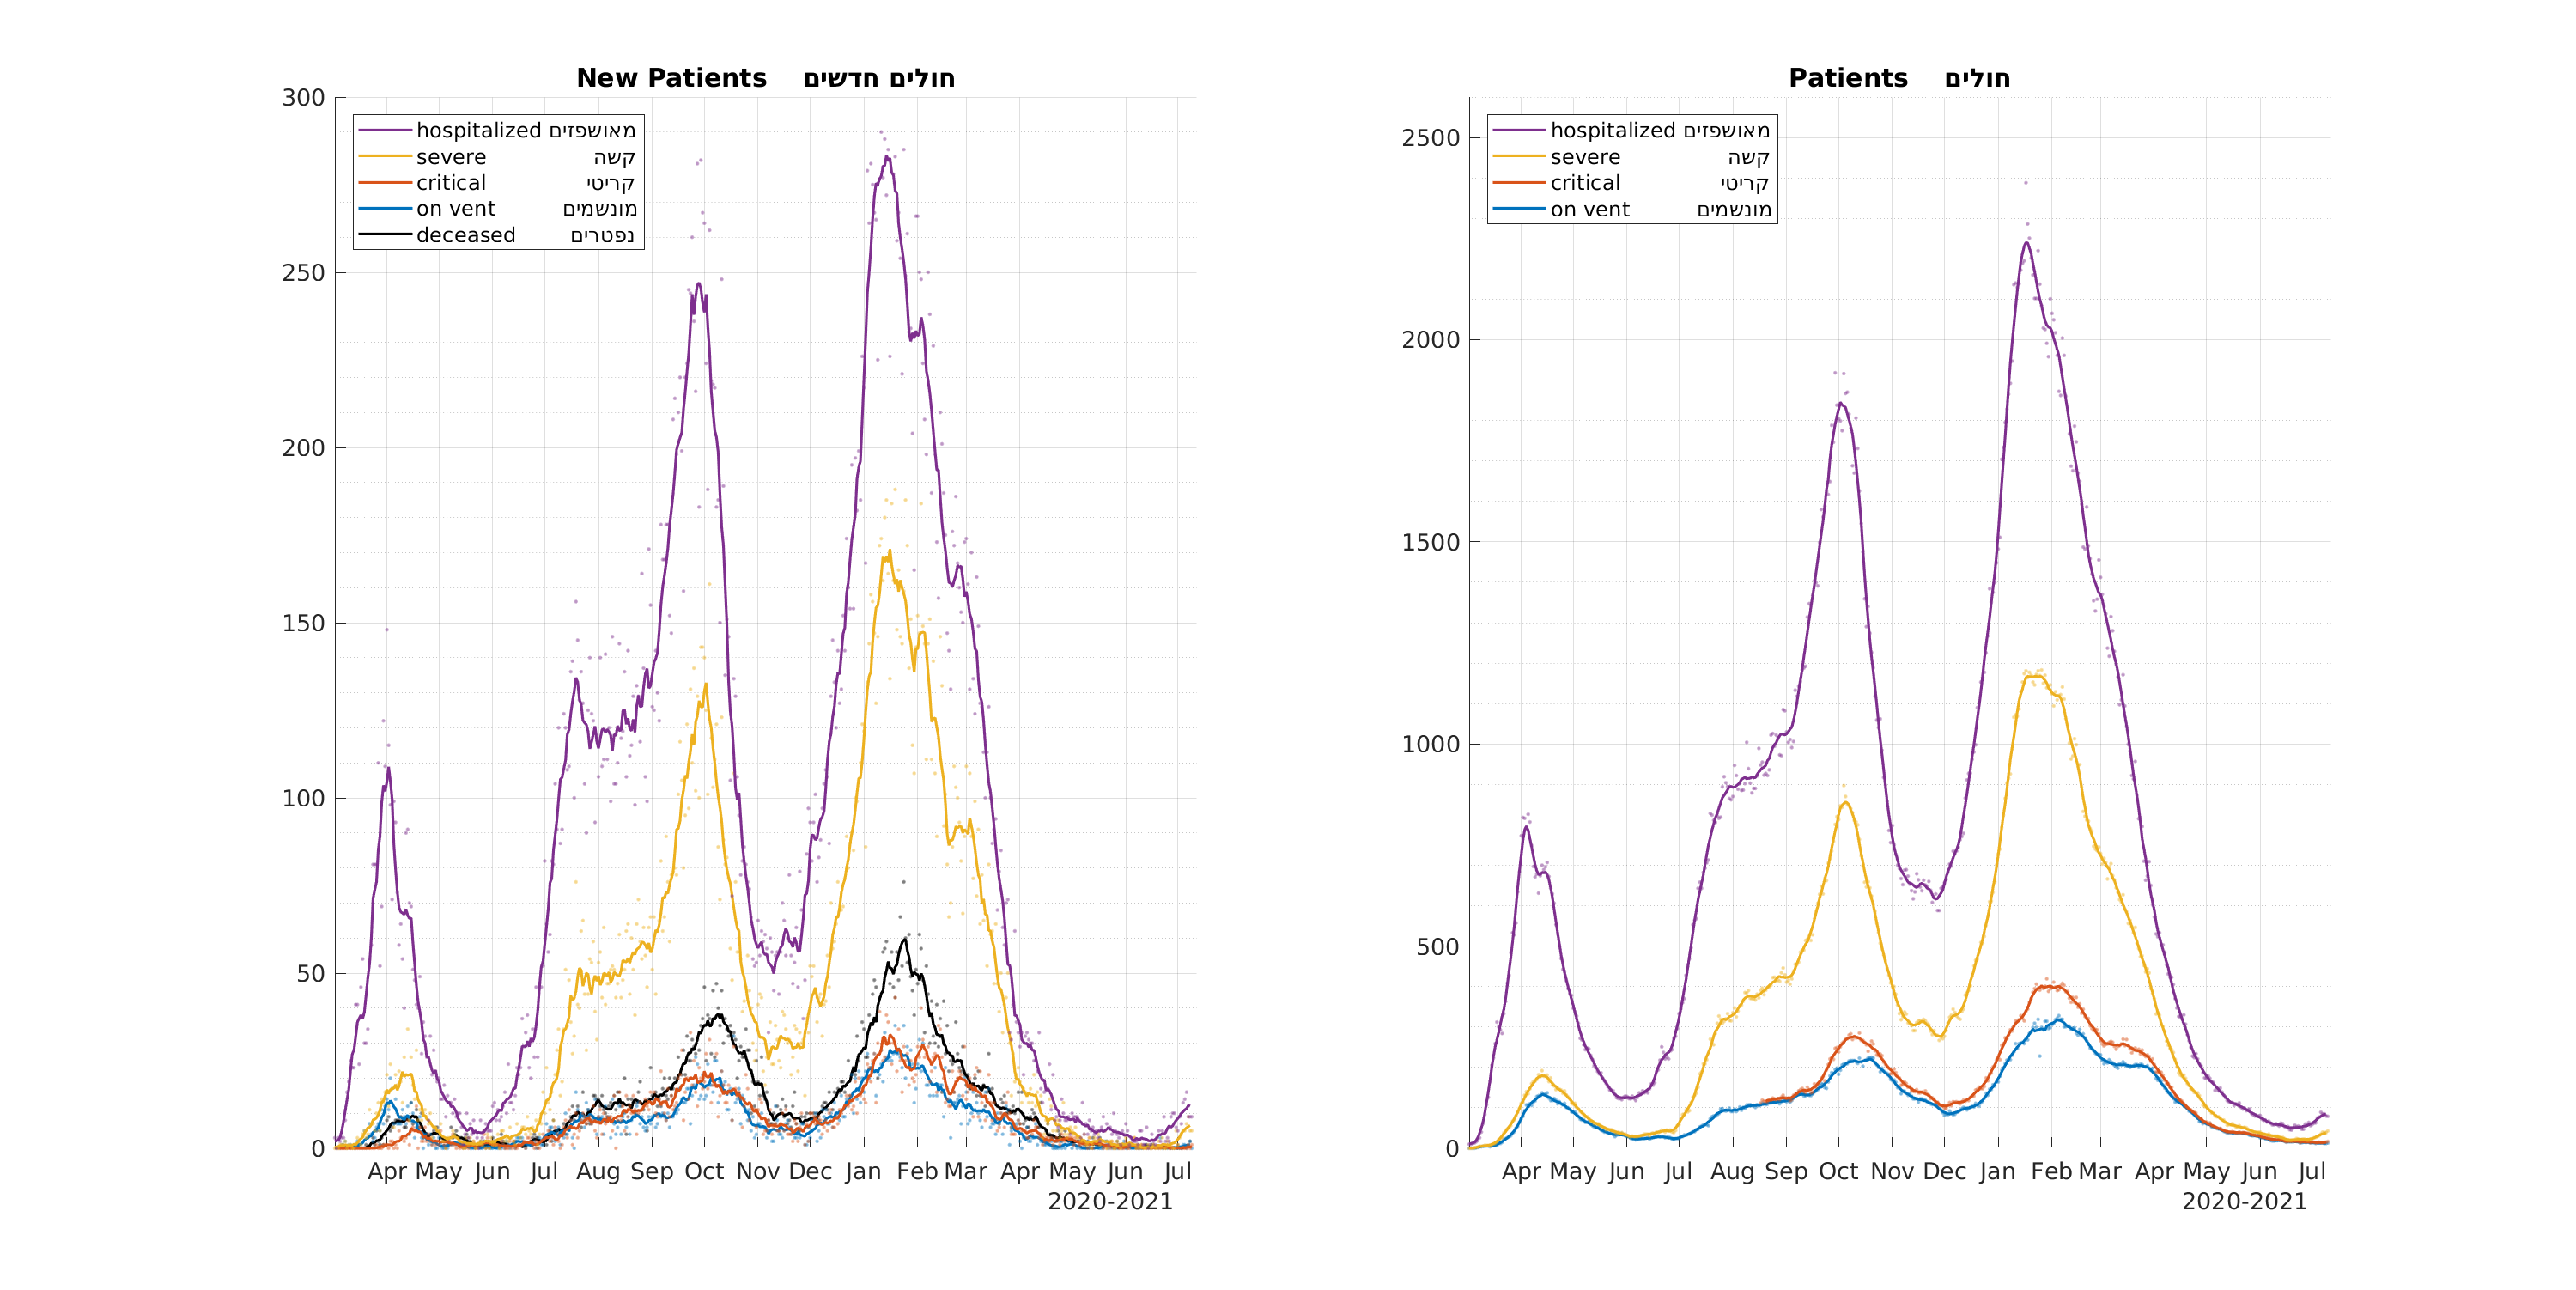 New Patients חולים חדשים
300
250
200
150
100
50
0
hospitalized מאושפזים
severe קשה
critical קריטי
on vent מונשמים
deceased נפטרים
Apr May Jun Jul Aug Sep Oct Nov Dec Jan Feb Mar Apr May Jun Jul
2020-2021
Patients חולים
2500
2000
1500
1000
500
0
hospitalized מאושפזים
severe קשה
critical קריטי
on vent מונשמים
Apr May Jun Jul Aug Sep Oct Nov Dec Jan Feb Mar Apr May Jun Jul
2020-2021